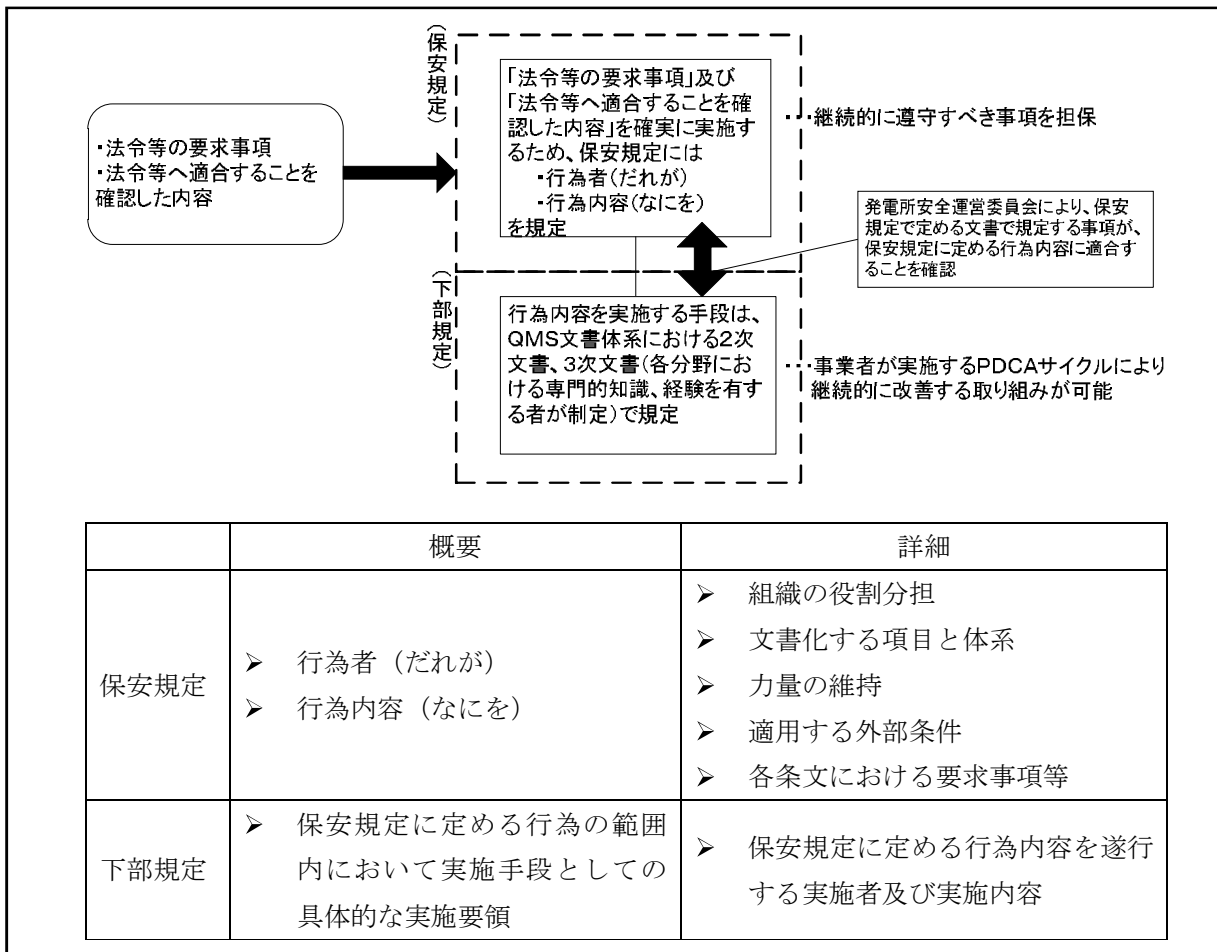 ・法令等の要求事項
・法令等へ適合することを
確認した内容
(保安規定)
「法令等の要求事項」及び
「法令等へ適合することを確
認した内容」を確実に実施す
るため、保安規定には
・行為者(だれが)
・行為内容(なにを)
を規定
・・・継続的に遵守すべき事項を担保
発電所安全運営委員会により、保安
規定で定める文書で規定する事項が、
保安規定に定める行為内容に適合す
ることを確認
(下部規定)
行為内容を実施する手段は、
QMS文書体系における2次
文書、3次文書(各分野にお
ける専門的知識、経験を有す
る者が制定)で規定
・・・事業者が実施するPDCAサイクルにより
継続的に改善する取り組みが可能
概要
詳細
保安規定
➢ 行為者（だれが）
➢ 行為内容（なにを）
➢ 組織の役割分担
➢ 文書化する項目と体系
➢ 力量の維持
➢ 適用する外部条件
➢ 各条文における要求事項等
下部規定
➢ 保安規定に定める行為の範囲
内において実施手段としての
具体的な実施要領
➢ 保安規定に定める行為内容を遂行
する実施者及び実施内容